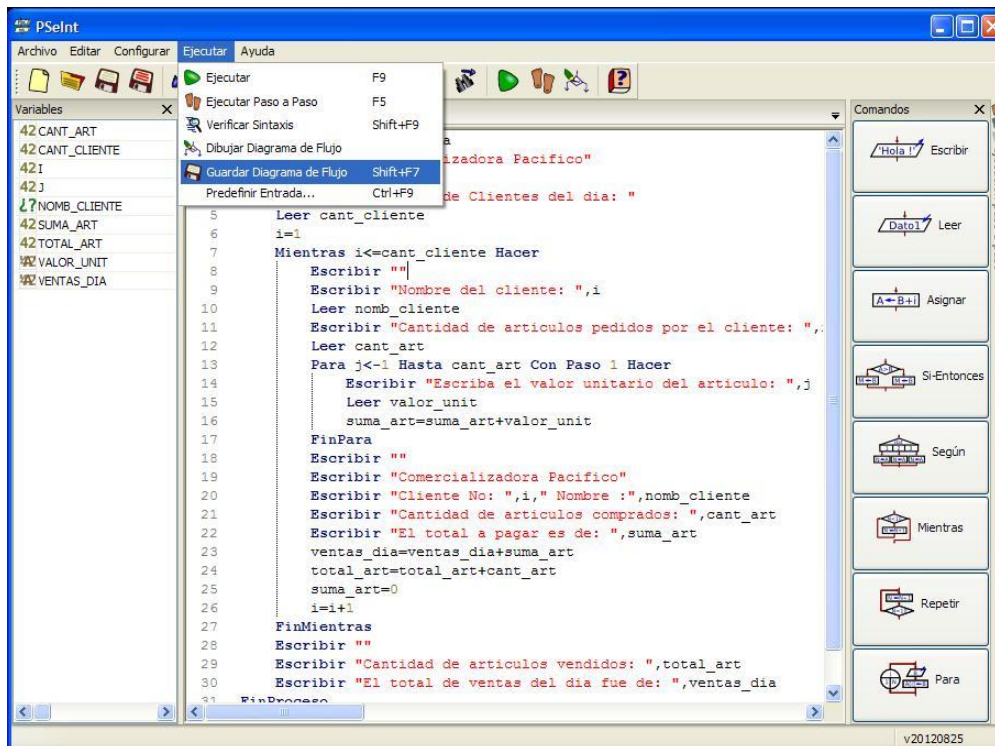 PSeInt
Archivo Editar Configurar Ejecutar Ayuda
Ejecutar F9
Ejecutar Paso a Paso F5
Verificar Sintaxis Shift+F9
Dibujar Diagrama de Flujo
Guardar Diagrama de Flujo Shift+F7
Predefinir Entrada... Ctrl+F9
Variables
42 CANT_ART
42 CANT_CLIENTE
42 I
42 J
¿? NOMB_CLIENTE
42 SUMA_ART
42 TOTAL_ART
VALOR_UNIT
VENTAS_DIA
a
izadora Pacifico"
de Clientes del dia: "
5 Leer cant_cliente
6 i=1
7 Mientras i<=cant_cliente Hacer
8 Escribir ""
9 Escribir "Nombre del cliente: ",i
10 Leer nomb_cliente
11 Escribir "Cantidad de articulos pedidos por el cliente: ",
12 Leer cant_art
13 Para j<-1 Hasta cant_art Con Paso 1 Hacer
14 Escribir "Escriba el valor unitario del articulo: ",j
15 Leer valor_unit
16 suma_art=suma_art+valor_unit
17 FinPara
18 Escribir ""
19 Escribir "Comercializadora Pacifico"
20 Escribir "Cliente No: ",i," Nombre :",nomb_cliente
21 Escribir "Cantidad de articulos comprados: ",cant_art
22 Escribir "El total a pagar es de: ",suma_art
23 ventas_dia=ventas_dia+suma_art
24 total_art=total_art+cant_art
25 suma_art=0
26 i=i+1
27 FinMientras
28 Escribir ""
29 Escribir "Cantidad de articulos vendidos: ",total_art
30 Escribir "El total de ventas del dia fue de: ",ventas_dia
31 FinProceso
Comandos
'Hola !' Escribir
Dato1 Leer
A←B+i Asignar
Si-Entonces
Según
Mientras
Repetir
Para
v20120825